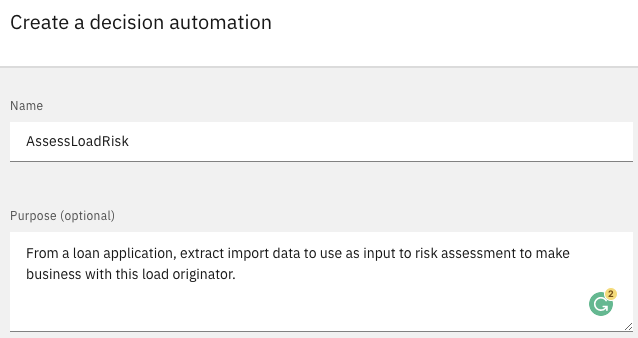 Create a decision automation
Name
AssessLoadRisk
Purpose (optional)
From a loan application, extract import data to use as input to risk assessment to make
business with this load originator.
2